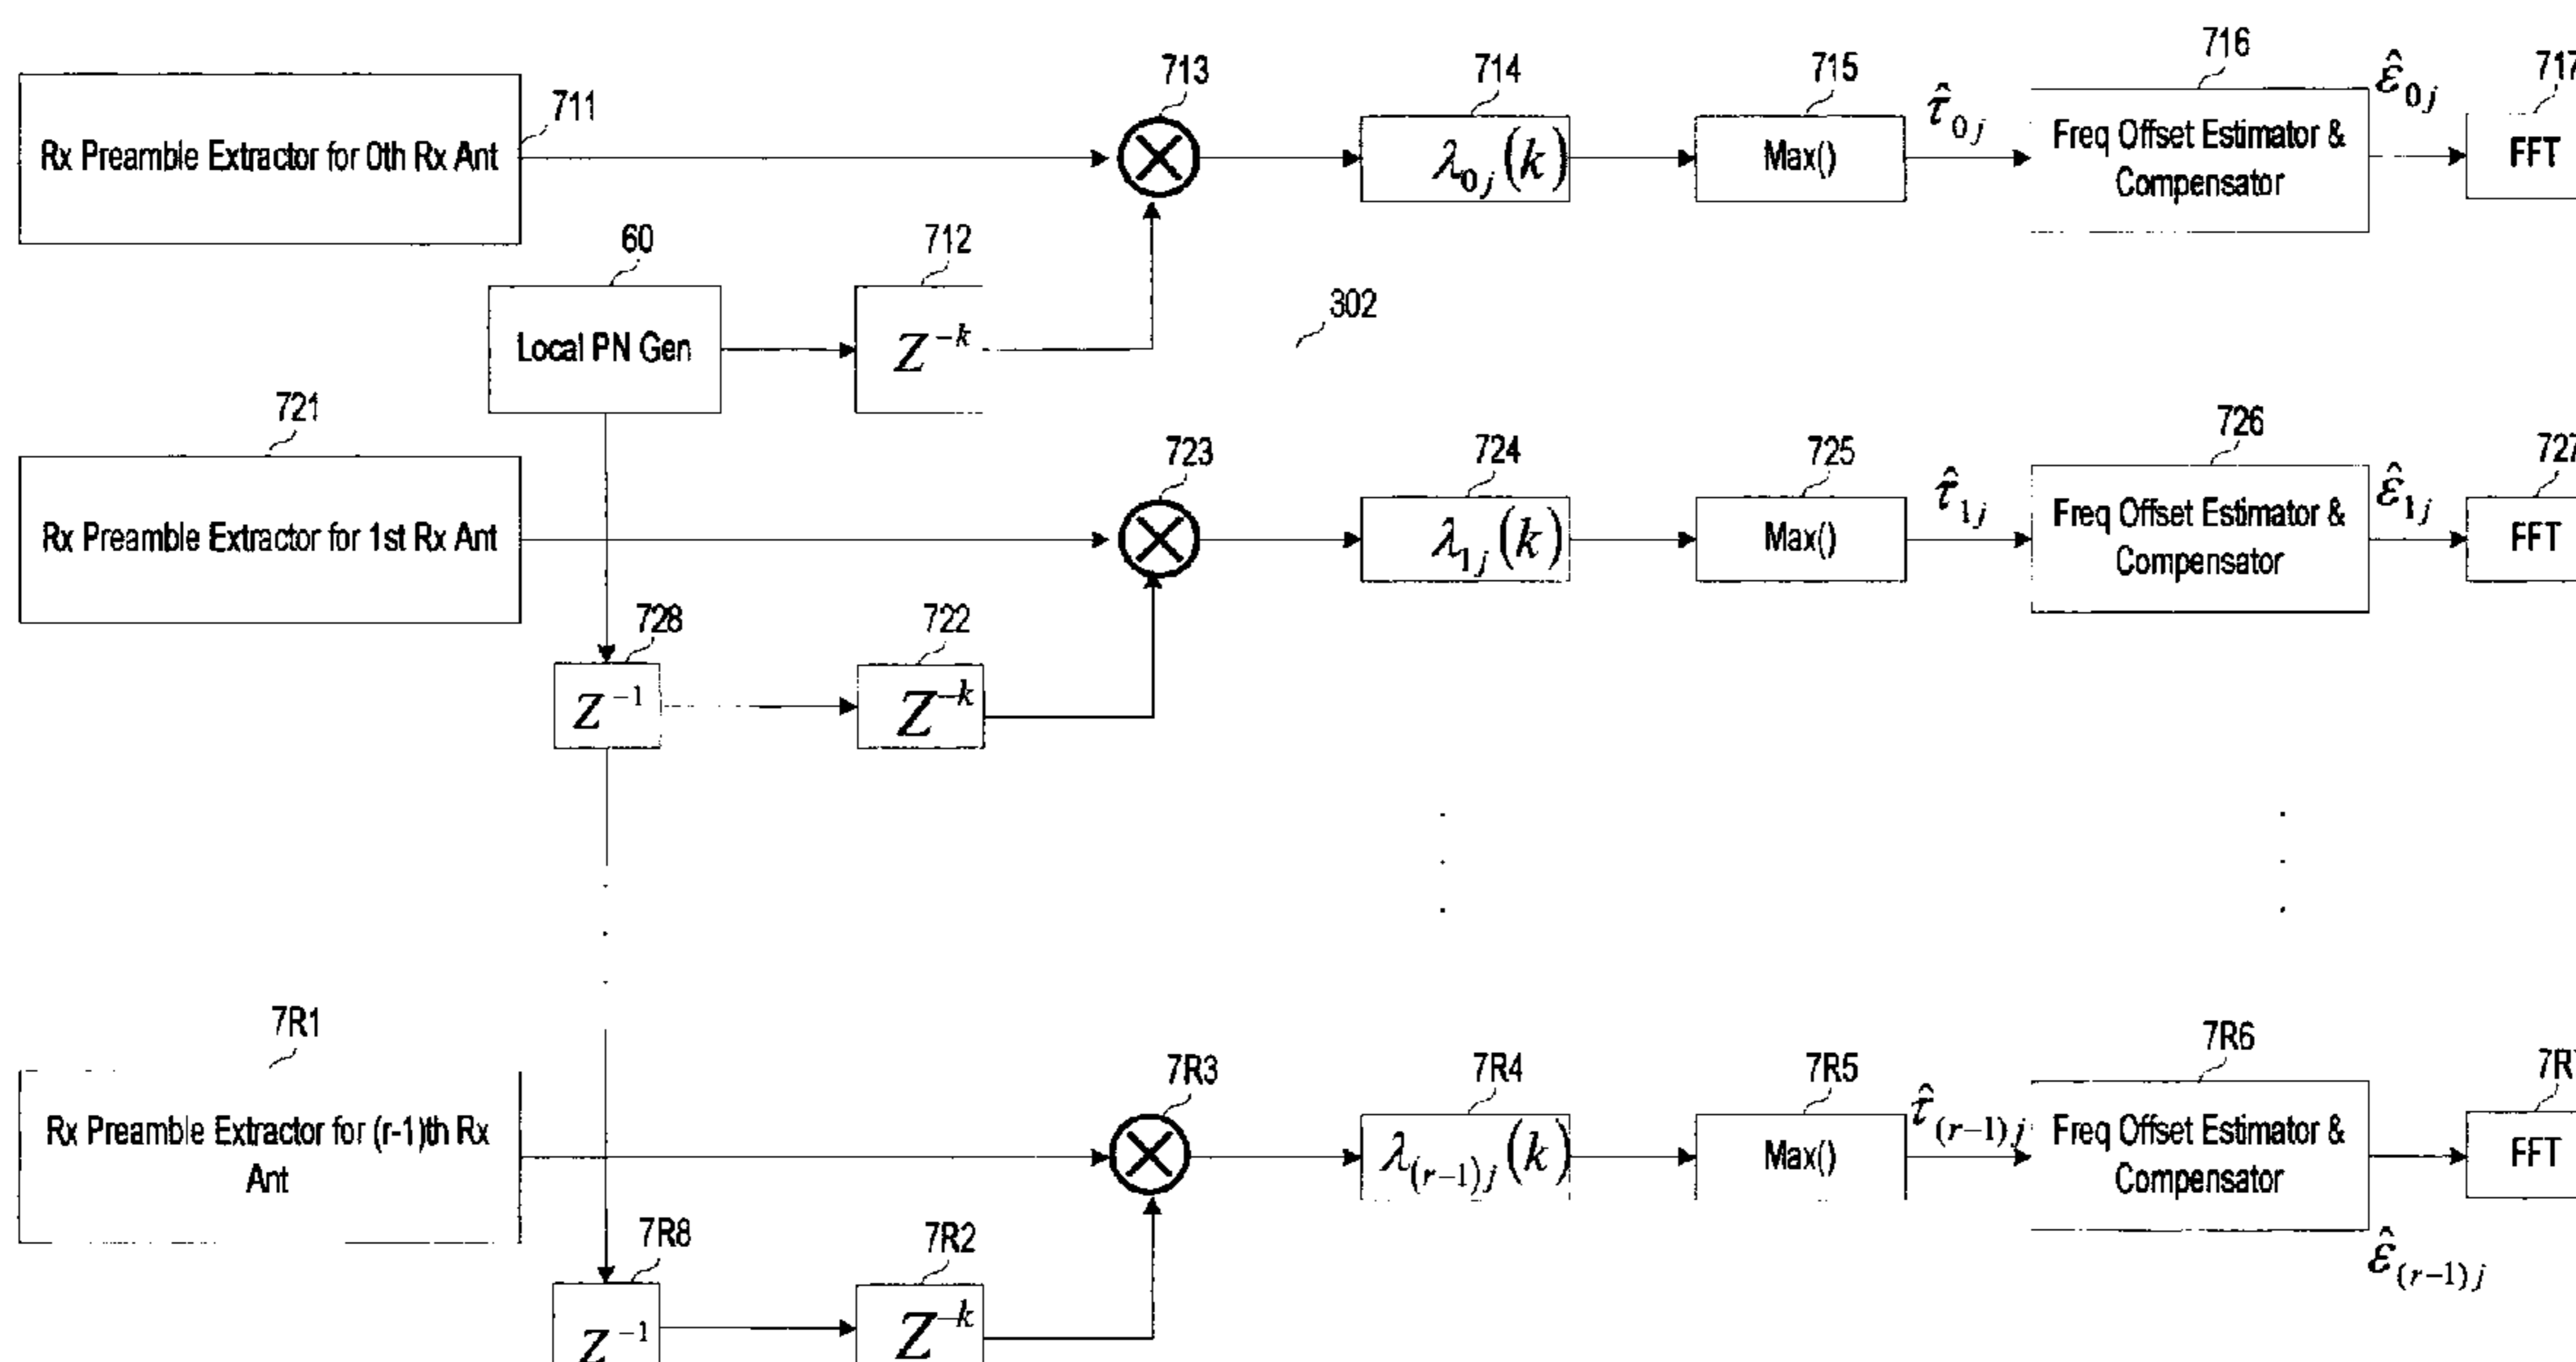 711
Rx Preamble Extractor for 0th Rx Ant
713
714
λ̂0j(k)
715
Max()
τ̂0j
716
Freq Offset Estimator &
Compensator
ε̂0j
717
FFT
60
Local PN Gen
712
Z−k
302
721
Rx Preamble Extractor for 1st Rx Ant
723
724
λ1j(k)
725
Max()
τ̂1j
726
Freq Offset Estimator &
Compensator
ε̂1j
727
FFT
728
Z−1
722
Z−k
7R1
Rx Preamble Extractor for (r-1)th Rx
Ant
7R3
7R4
λ(r−1)j(k)
7R5
Max()
τ̂(r−1)j
7R6
Freq Offset Estimator &
Compensator
ε̂(r−1)j
FFT
7R8
Z−1
7R2
Z−k